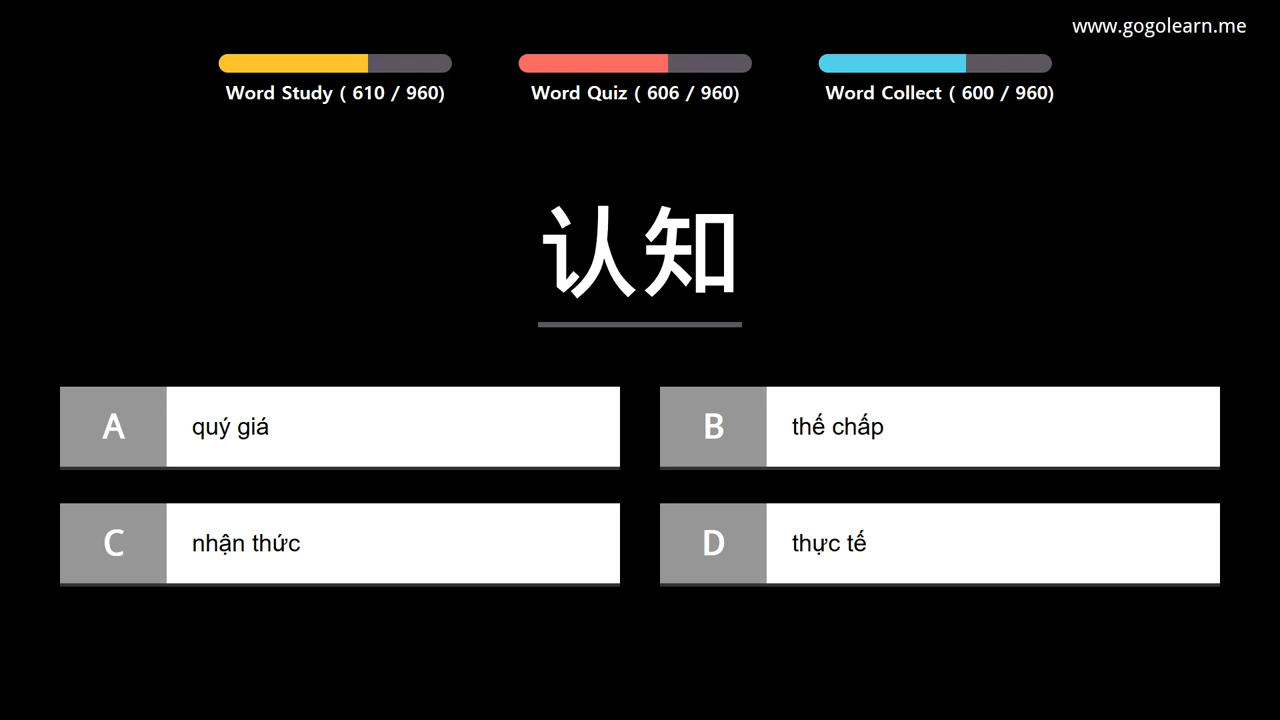 www.gogolearn.me
Word Study ( 610 / 960)
Word Quiz ( 606 / 960)
Word Collect ( 600 / 960)
认知
A quý giá
B thế chấp
C nhận thức
D thực tế